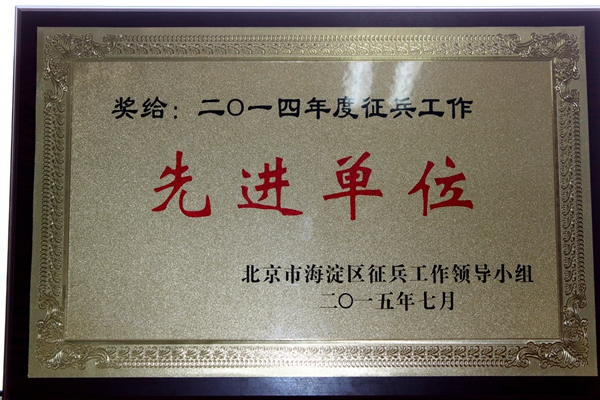 奖给：二〇一四年度征兵工作
先进单位
北京市海淀区征兵工作领导小组
二〇一五年七月